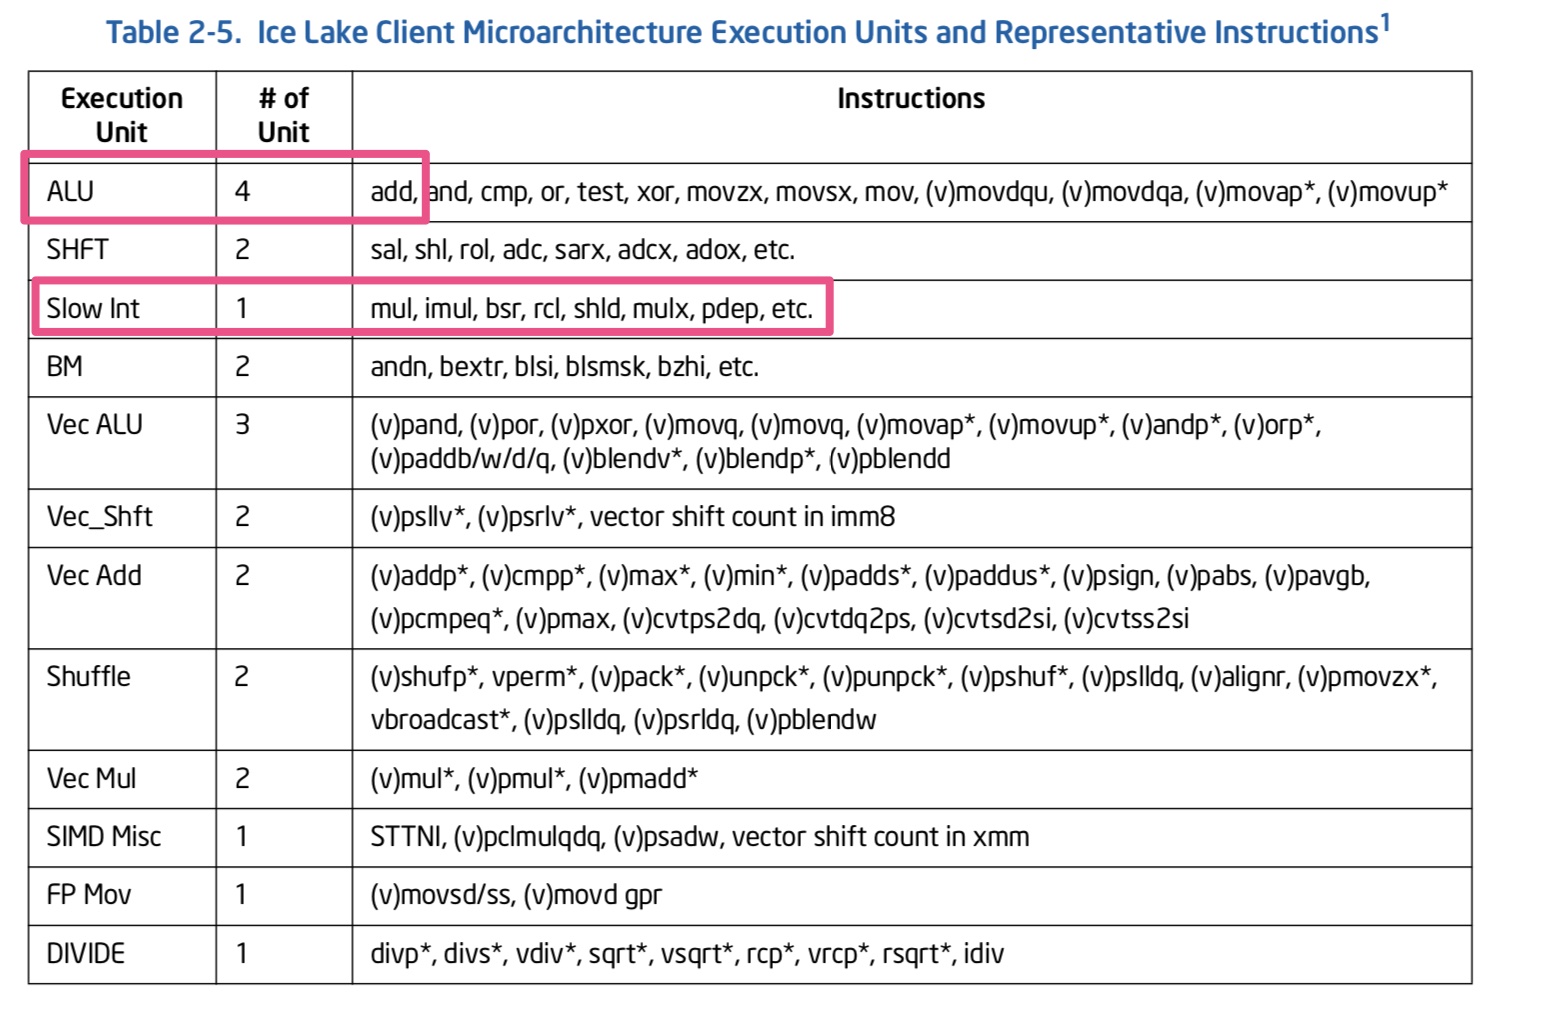 Table 2-5. Ice Lake Client Microarchitecture Execution Units and Representative Instructions1
Execution Unit # of Unit Instructions
ALU 4 add, and, cmp, or, test, xor, movzx, movsx, mov, (v)movdqu, (v)movdqa, (v)movap*, (v)movup*
SHFT 2 sal, shl, rol, adc, sarx, adcx, adox, etc.
Slow Int 1 mul, imul, bsr, rcl, shld, mulx, pdep, etc.
BM 2 andn, bextr, blsi, blsmsk, bzhi, etc.
Vec ALU 3 (v)pand, (v)por, (v)pxor, (v)movq, (v)movq, (v)movap*, (v)movup*, (v)andp*, (v)orp*,
(v)paddb/w/d/q, (v)blendv*, (v)blendp*, (v)pblendd
Vec_Shft 2 (v)psllv*, (v)psrlv*, vector shift count in imm8
Vec Add 2 (v)addp*, (v)cmpp*, (v)max*, (v)min*, (v)padds*, (v)paddus*, (v)psign, (v)pabs, (v)pavgb,
(v)pcmpeq*, (v)pmax, (v)cvtps2dq, (v)cvtdq2ps, (v)cvtsd2si, (v)cvtss2si
Shuffle 2 (v)shufp*, vperm*, (v)pack*, (v)unpck*, (v)punpck*, (v)pshuf*, (v)pslldq, (v)alignr, (v)pmovzx*,
vbroadcast*, (v)pslldq, (v)psrldq, (v)pblendw
Vec Mul 2 (v)mul*, (v)pmul*, (v)pmadd*
SIMD Misc 1 STTNI, (v)pclmulqdq, (v)psadw, vector shift count in xmm
FP Mov 1 (v)movsd/ss, (v)movd gpr
DIVIDE 1 divp*, divs*, vdiv*, sqrt*, vsqrt*, rcp*, vrcp*, rsqrt*, idiv